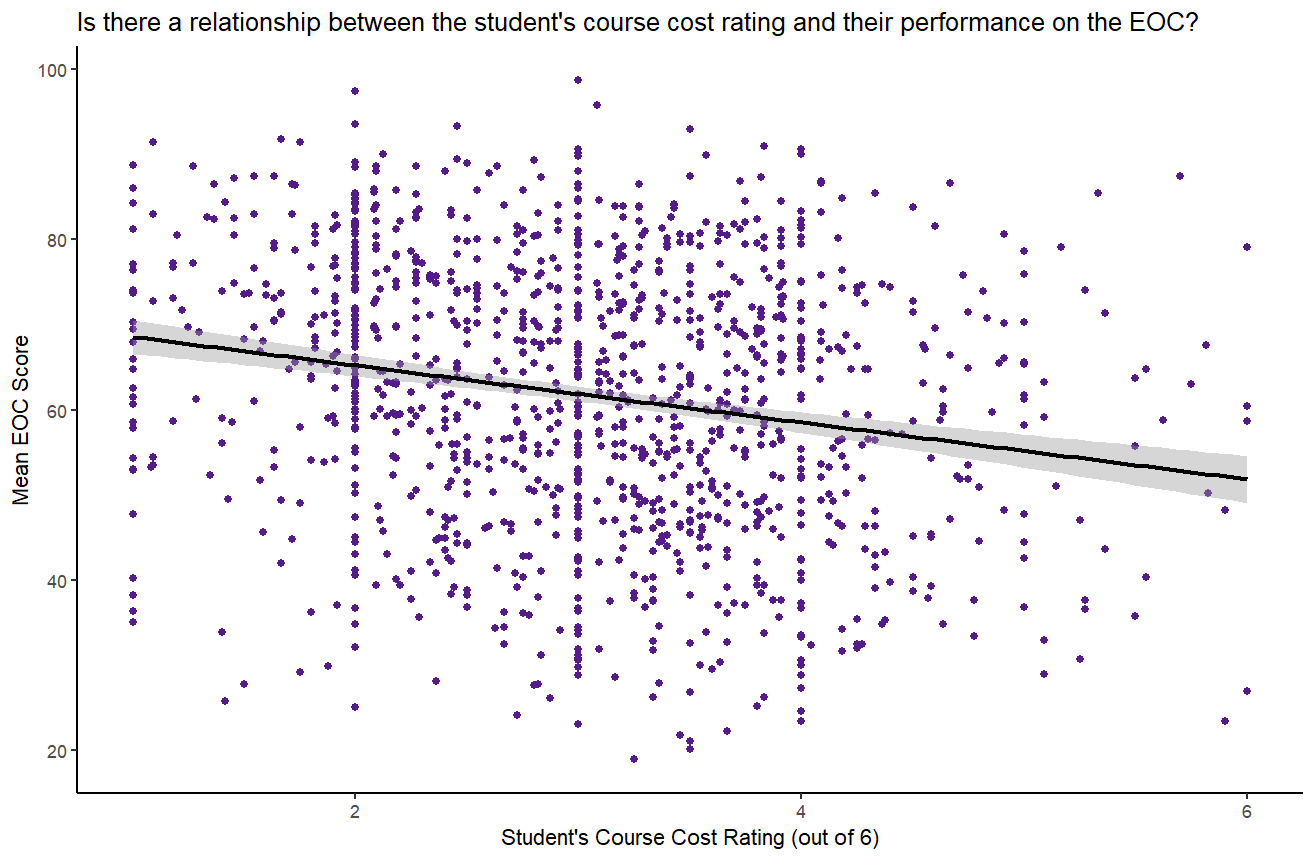 Is there a relationship between the student's course cost rating and their performance on the EOC?
100
80
60
40
20
Mean EOC Score
2
4
6
Student's Course Cost Rating (out of 6)